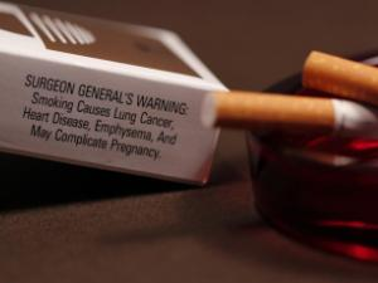 SURGEON GENERAL'S WARNING:
Smoking Causes Lung Cancer,
Heart Disease, Emphysema, And
May Complicate Pregnancy.